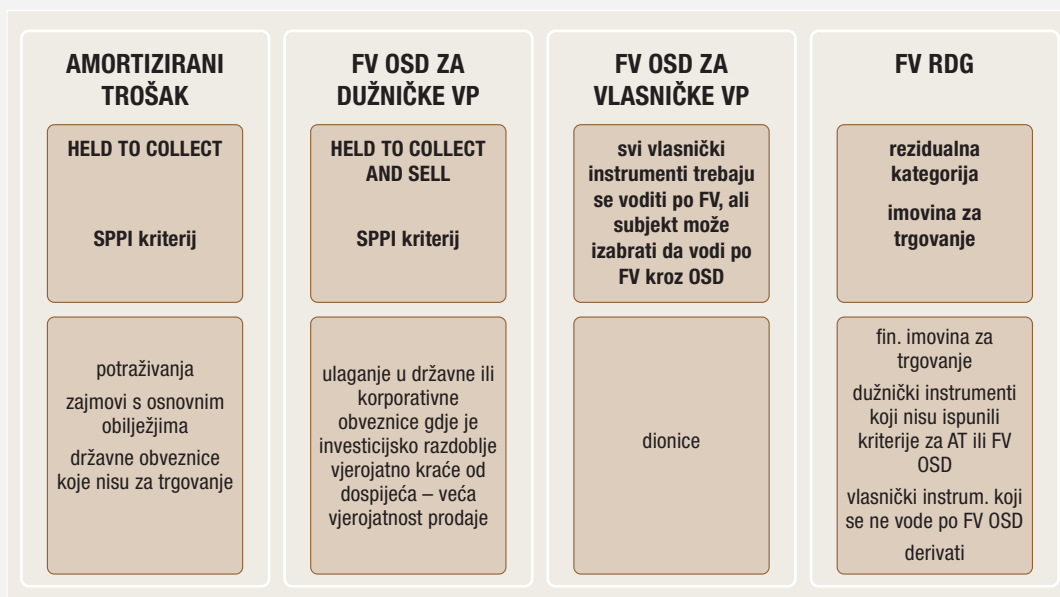 AMORTIZIRANI
TROŠAK
HELD TO COLLECT
SPPI kriterij
potraživanja
zajmovi s osnovnim
obilježjima
državne obveznice
koje nisu za trgovanje
FV OSD ZA
DUŽNIČKE VP
HELD TO COLLECT
AND SELL
SPPI kriterij
ulaganje u državne ili
korporativne
obveznice gdje je
investicijsko razdoblje
vjerojatno kraće od
dospijeća – veća
vjerojatnost prodaje
FV OSD ZA
VLASNIČKE VP
svi vlasnički
instrumenti trebaju
se voditi po FV, ali
subjekt može
izabrati da vodi po
FV kroz OSD
dionice
FV RDG
rezidualna
kategorija
imovina za
trgovanje
fin. imovina za
trgovanje
dužnički instrumenti
koji nisu ispunili
kriterije za AT ili FV
OSD
vlasnički instrum. koji
se ne vode po FV OSD
derivati